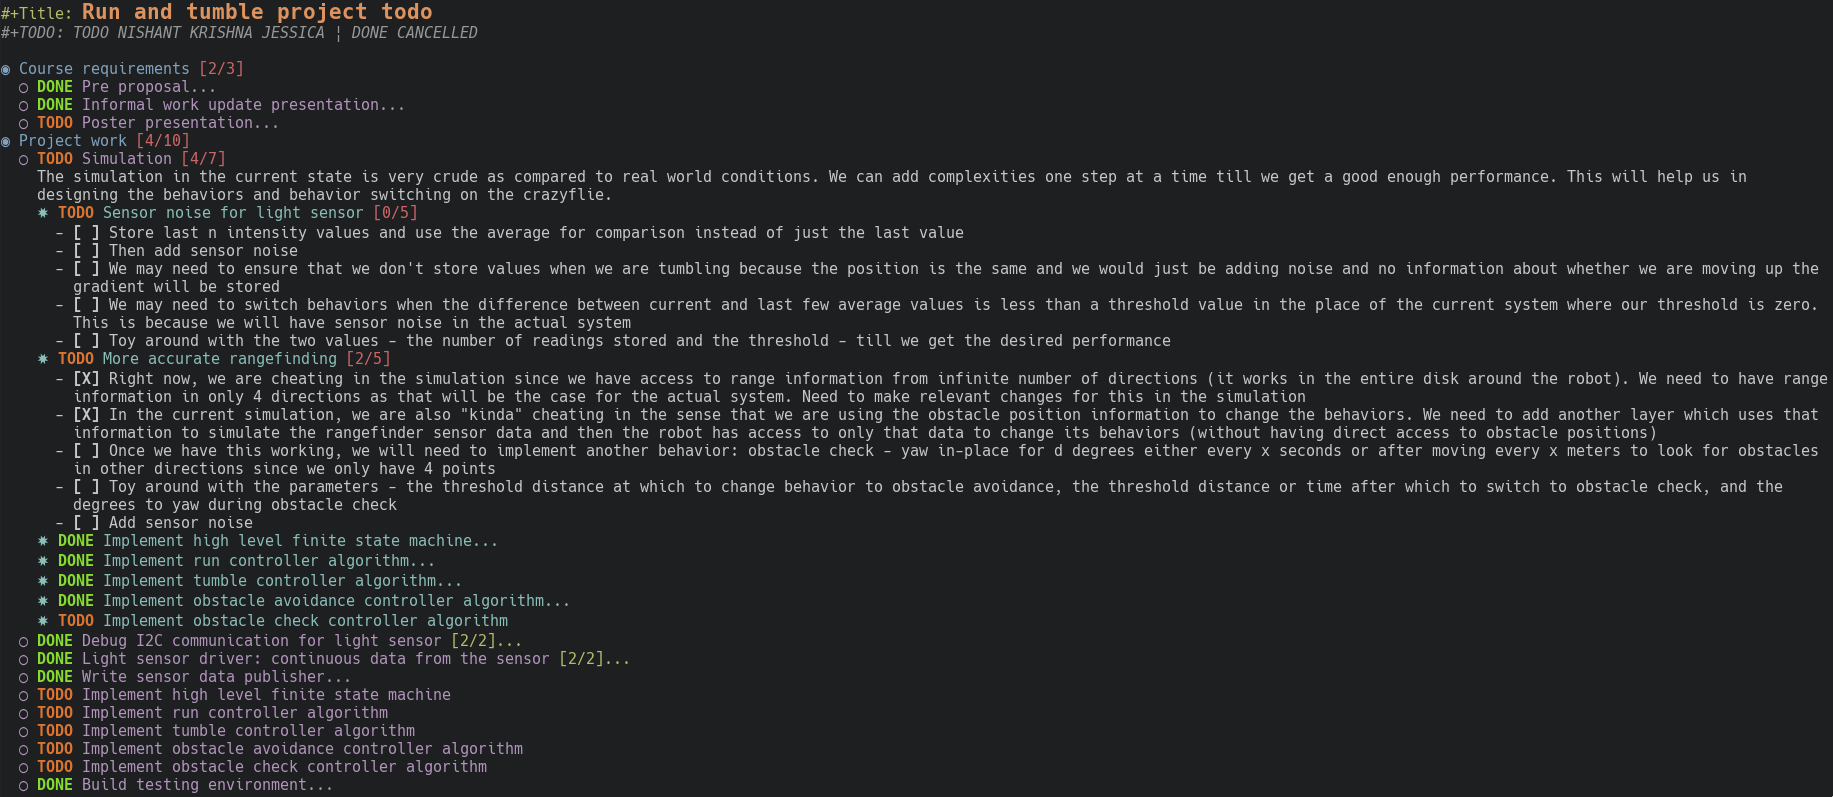 #+Title: Run and tumble project todo
#+TODO: TODO NISHANT KRISHNA JESSICA ¦ DONE CANCELLED
◉ Course requirements [2/3]
○ DONE Pre proposal...
○ DONE Informal work update presentation...
○ TODO Poster presentation...
◉ Project work [4/10]
○ TODO Simulation [4/7]
The simulation in the current state is very crude as compared to real world conditions. We can add complexities one step at a time till we get a good enough performance. This will help us in
designing the behaviors and behavior switching on the crazyflie.
✸ TODO Sensor noise for light sensor [0/5]
- [ ] Store last n intensity values and use the average for comparison instead of just the last value
- [ ] Then add sensor noise
- [ ] We may need to ensure that we don't store values when we are tumbling because the position is the same and we would just be adding noise and no information about whether we are moving up the
gradient will be stored
- [ ] We may need to switch behaviors when the difference between current and last few average values is less than a threshold value in the place of the current system where our threshold is zero.
This is because we will have sensor noise in the actual system
- [ ] Toy around with the two values - the number of readings stored and the threshold - till we get the desired performance
✸ TODO More accurate rangefinding [2/5]
- [X] Right now, we are cheating in the simulation since we have access to range information from infinite number of directions (it works in the entire disk around the robot). We need to have range
information in only 4 directions as that will be the case for the actual system. Need to make relevant changes for this in the simulation
- [X] In the current simulation, we are also "kinda" cheating in the sense that we are using the obstacle position information to change the behaviors. We need to add another layer which uses that
information to simulate the rangefinder sensor data and then the robot has access to only that data to change its behaviors (without having direct access to obstacle positions)
- [ ] Once we have this working, we will need to implement another behavior: obstacle check - yaw in-place for d degrees either every x seconds or after moving every x meters to look for obstacles
in other directions since we only have 4 points
- [ ] Toy around with the parameters - the threshold distance at which to change behavior to obstacle avoidance, the threshold distance or time after which to switch to obstacle check, and the
degrees to yaw during obstacle check
- [ ] Add sensor noise
✸ DONE Implement high level finite state machine...
✸ DONE Implement run controller algorithm...
✸ DONE Implement tumble controller algorithm...
✸ DONE Implement obstacle avoidance controller algorithm...
✸ TODO Implement obstacle check controller algorithm
○ DONE Debug I2C communication for light sensor [2/2]...
○ DONE Light sensor driver: continuous data from the sensor [2/2]...
○ DONE Write sensor data publisher...
○ TODO Implement high level finite state machine
○ TODO Implement run controller algorithm
○ TODO Implement tumble controller algorithm
○ TODO Implement obstacle avoidance controller algorithm
○ TODO Implement obstacle check controller algorithm
○ DONE Build testing environment...